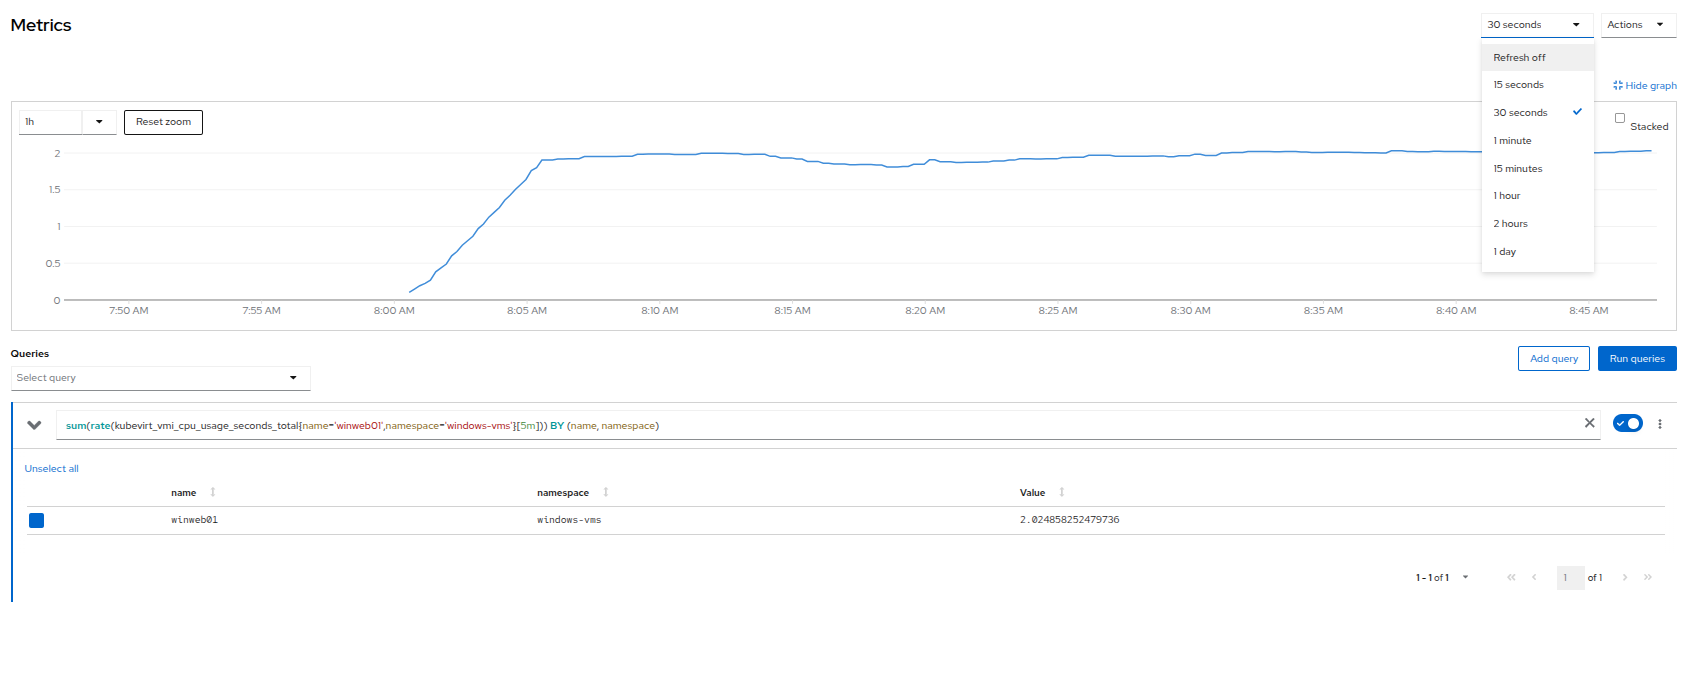 Metrics
30 seconds
Actions
Refresh off
15 seconds
30 seconds
1 minute
15 minutes
1 hour
2 hours
1 day
Hide graph
1h
Reset zoom
Stacked
2
1.5
1
0.5
0
7:50 AM 7:55 AM 8:00 AM 8:05 AM 8:10 AM 8:15 AM 8:20 AM 8:25 AM 8:30 AM 8:35 AM 8:40 AM 8:45 AM
Queries
Select query
Add query
Run queries
sum(rate(kubevirt_vmi_cpu_usage_seconds_total{name='winweb01',namespace='windows-vms'}[5m])) BY (name, namespace)
Unselect all
name namespace Value
winweb01 windows-vms 2.024858252479736
1 - 1 of 1
1 of 1